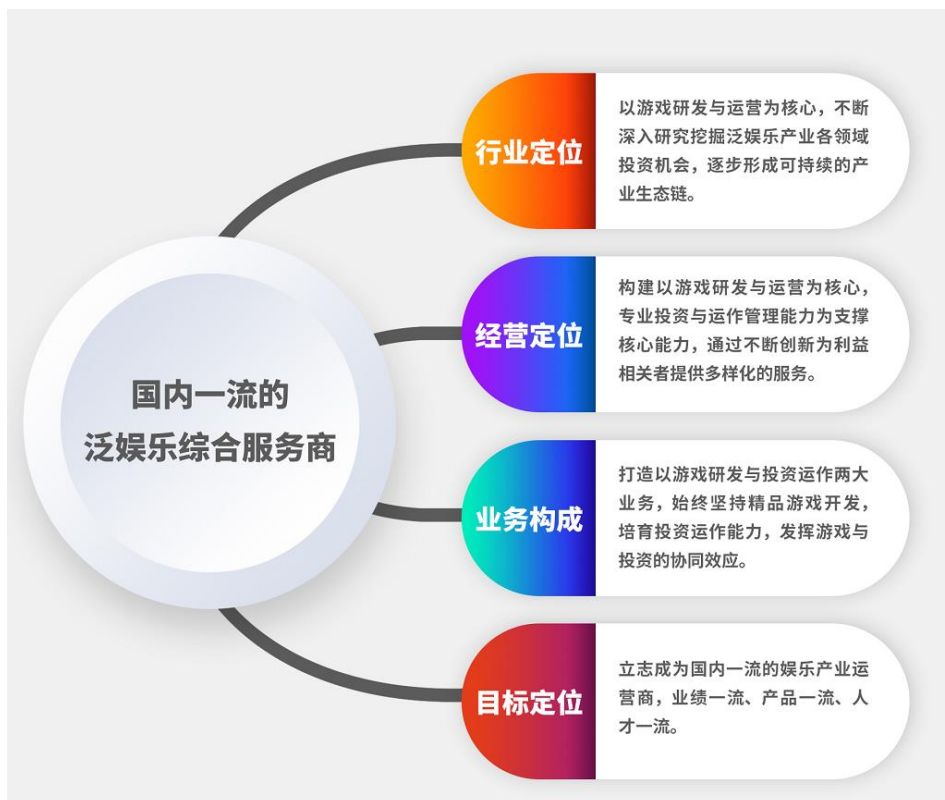 国内一流的
泛娱乐综合服务商
行业定位
以游戏研发与运营为核心，不断
深入研究挖掘泛娱乐产业各领域
投资机会，逐步形成可持续的产
业生态链。
经营定位
构建以游戏研发与运营为核心，
专业投资与运作管理能力为支撑
核心能力，通过不断创新为利益
相关者提供多样化的服务。
业务构成
打造以游戏研发与投资运作两大
业务，始终坚持精品游戏开发，
培育投资运作能力，发挥游戏与
投资的协同效应。
目标定位
立志成为国内一流的娱乐产业运
营商，业绩一流、产品一流、人
才一流。